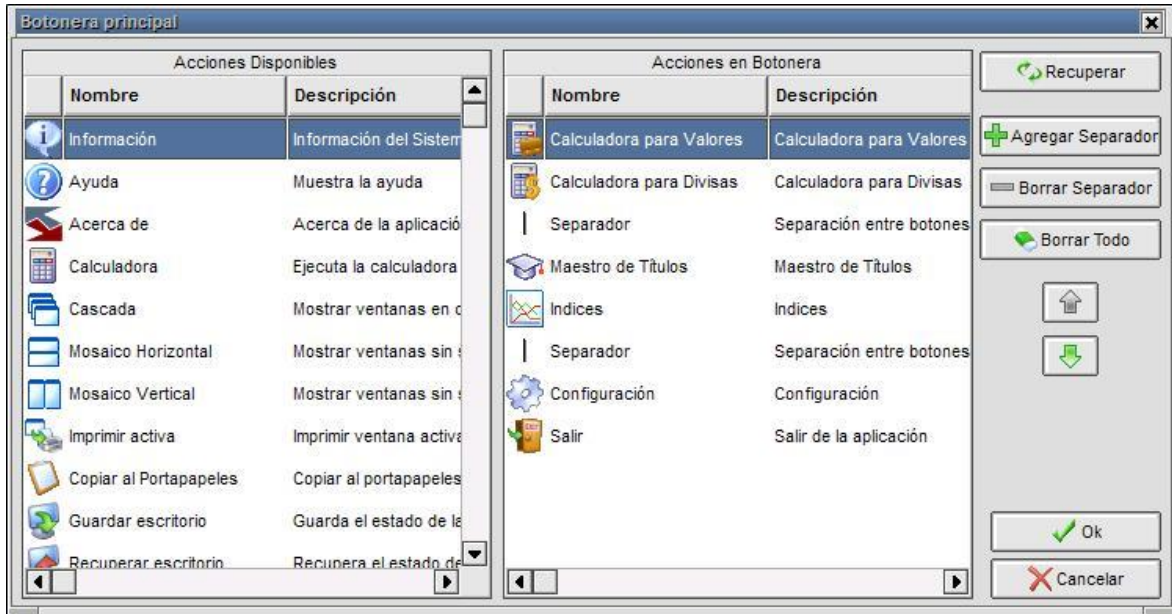 Botonera principal
Acciones Disponibles
Nombre Descripción
Información Información del Sistem
Ayuda Muestra la ayuda
Acerca de Acerca de la aplicació
Calculadora Ejecuta la calculadora
Cascada Mostrar ventanas en c
Mosaico Horizontal Mostrar ventanas sin s
Mosaico Vertical Mostrar ventanas sin s
Imprimir activa Imprimir ventana activa
Copiar al Portapapeles Copiar al portapapeles
Guardar escritorio Guarda el estado de la
Recuperar escritorio Recupera el estado de
Acciones en Botonera
Nombre Descripción
Calculadora para Valores Calculadora para Valores
Calculadora para Divisas Calculadora para Divisas
Separador Separación entre botones
Maestro de Títulos Maestro de Títulos
Indices Indices
Separador Separación entre botones
Configuración Configuración
Salir Salir de la aplicación
Recuperar
Agregar Separador
Borrar Separador
Borrar Todo
Ok
Cancelar